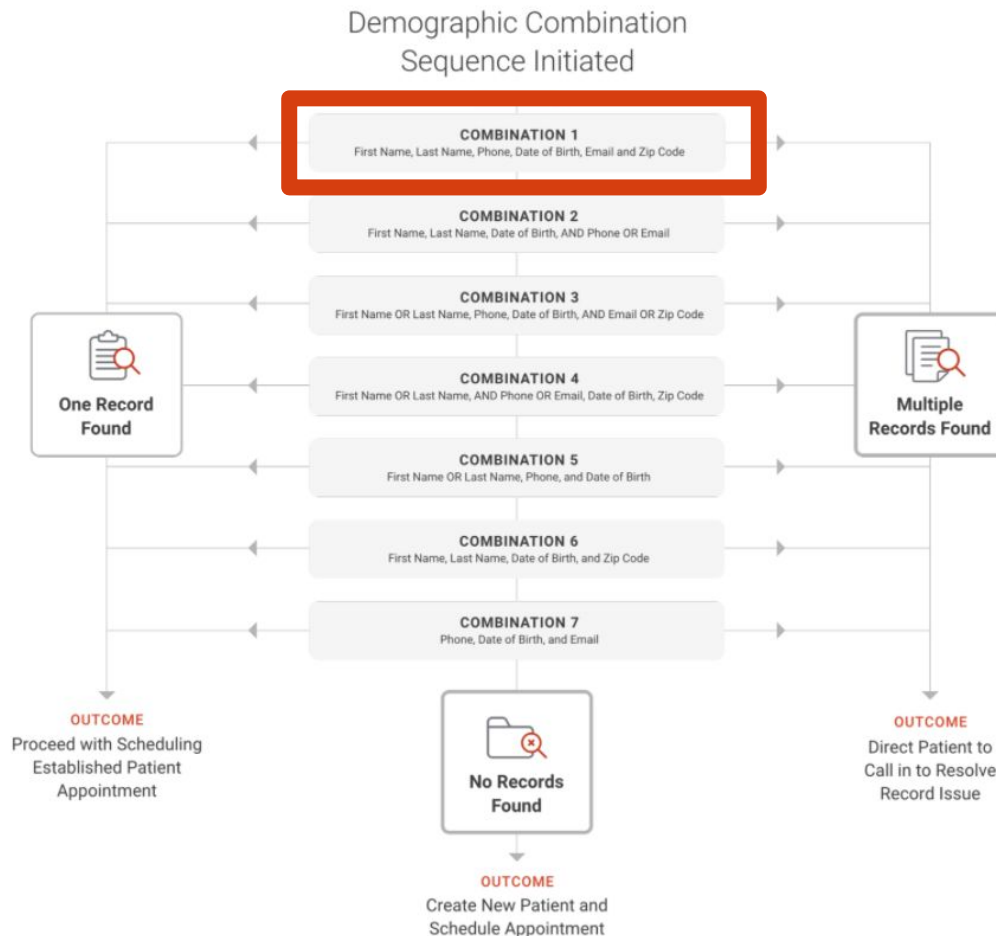 Demographic Combination
Sequence Initiated
COMBINATION 1
First Name, Last Name, Phone, Date of Birth, Email and Zip Code
COMBINATION 2
First Name, Last Name, Date of Birth, AND Phone OR Email
COMBINATION 3
First Name OR Last Name, Phone, Date of Birth, AND Email OR Zip Code
COMBINATION 4
First Name OR Last Name, AND Phone OR Email, Date of Birth, Zip Code
One Record
Found
Multiple
Records Found
COMBINATION 5
First Name OR Last Name, Phone, and Date of Birth
COMBINATION 6
First Name, Last Name, Date of Birth, and Zip Code
COMBINATION 7
Phone, Date of Birth, and Email
OUTCOME
Proceed with Scheduling
Established Patient
Appointment
No Records
Found
OUTCOME
Direct Patient to
Call in to Resolve
Record Issue
OUTCOME
Create New Patient and
Schedule Appointment